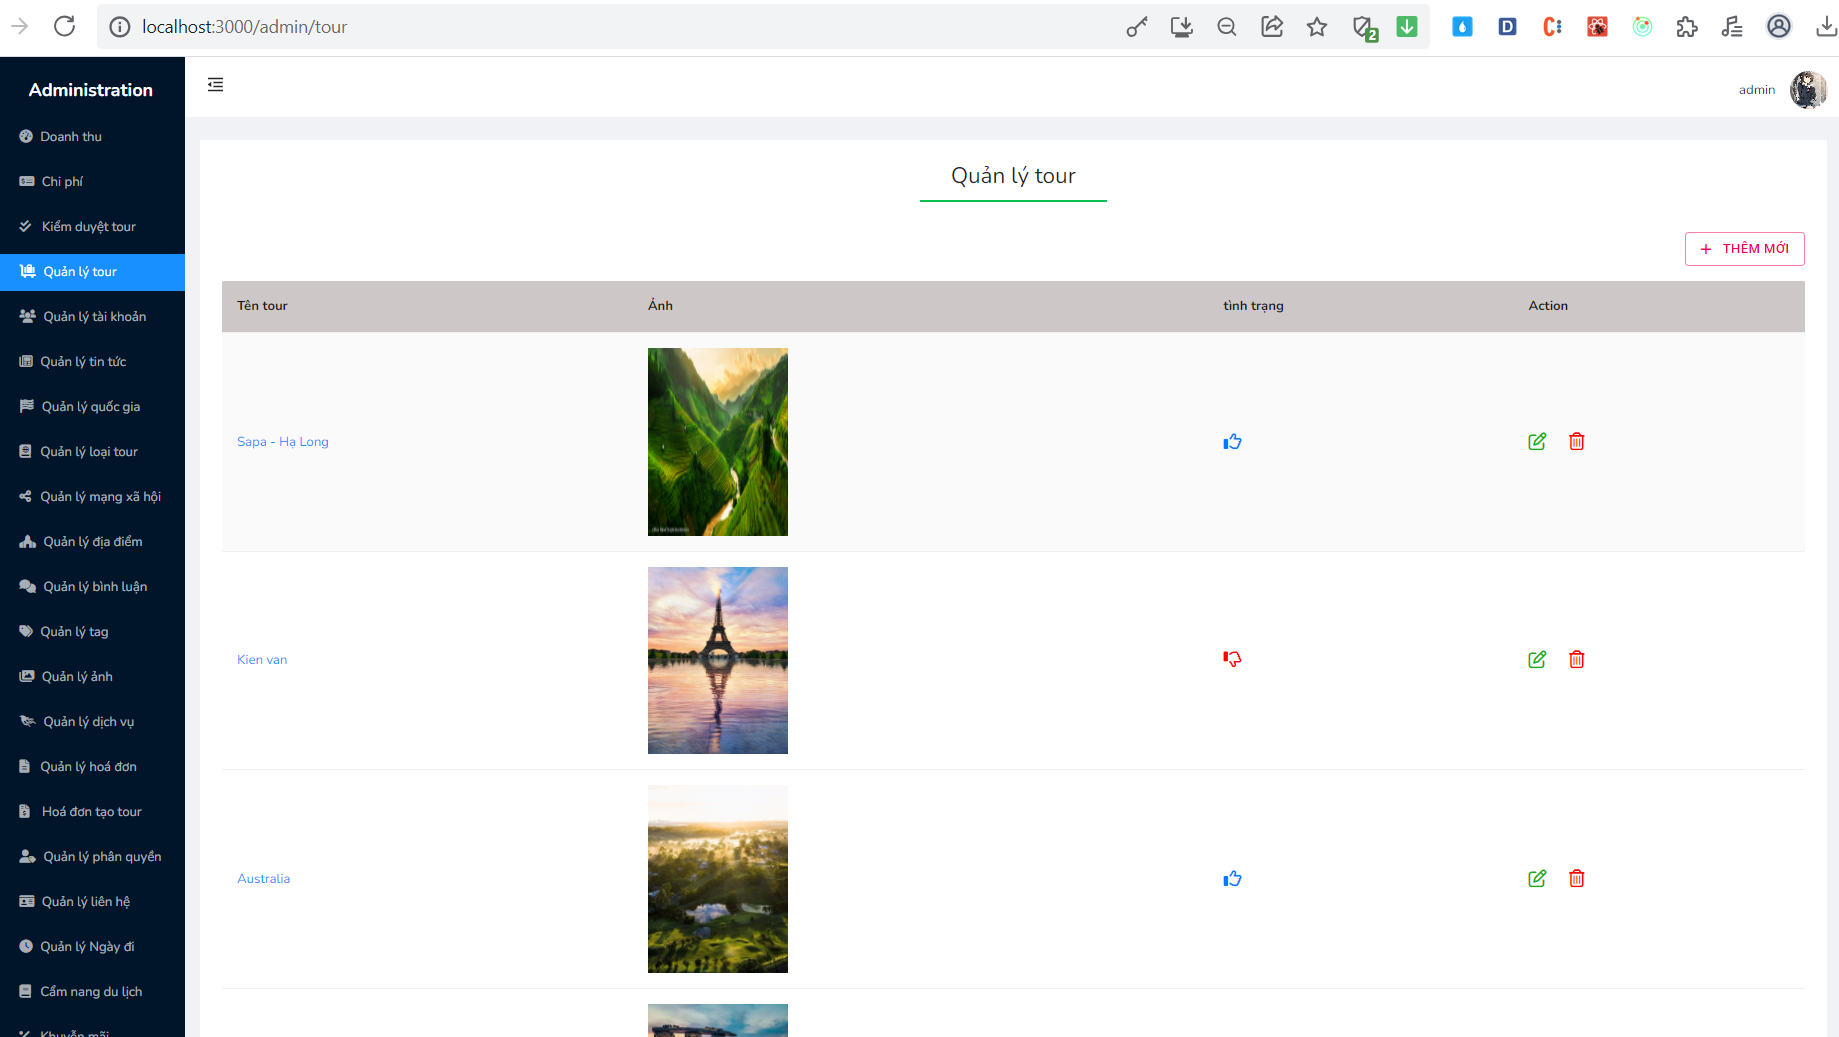 localhost:3000/admin/tour
2
D
C
Administration
admin
Doanh thu
Chi phí
Kiểm duyệt tour
Quản lý tour
Quản lý tài khoản
Quản lý tin tức
Quản lý quốc gia
Quản lý loại tour
Quản lý mạng xã hội
Quản lý địa điểm
Quản lý bình luận
Quản lý tag
Quản lý ảnh
Quản lý dịch vụ
Quản lý hoá đơn
Hoá đơn tạo tour
Quản lý phân quyền
Quản lý liên hệ
Quản lý Ngày đi
Cẩm nang du lịch
Khuyễn mãi
Quản lý tour
+ THÊM MỚI
Tên tour Ảnh tình trạng Action
Sapa - Hạ Long
Kien van
Australia